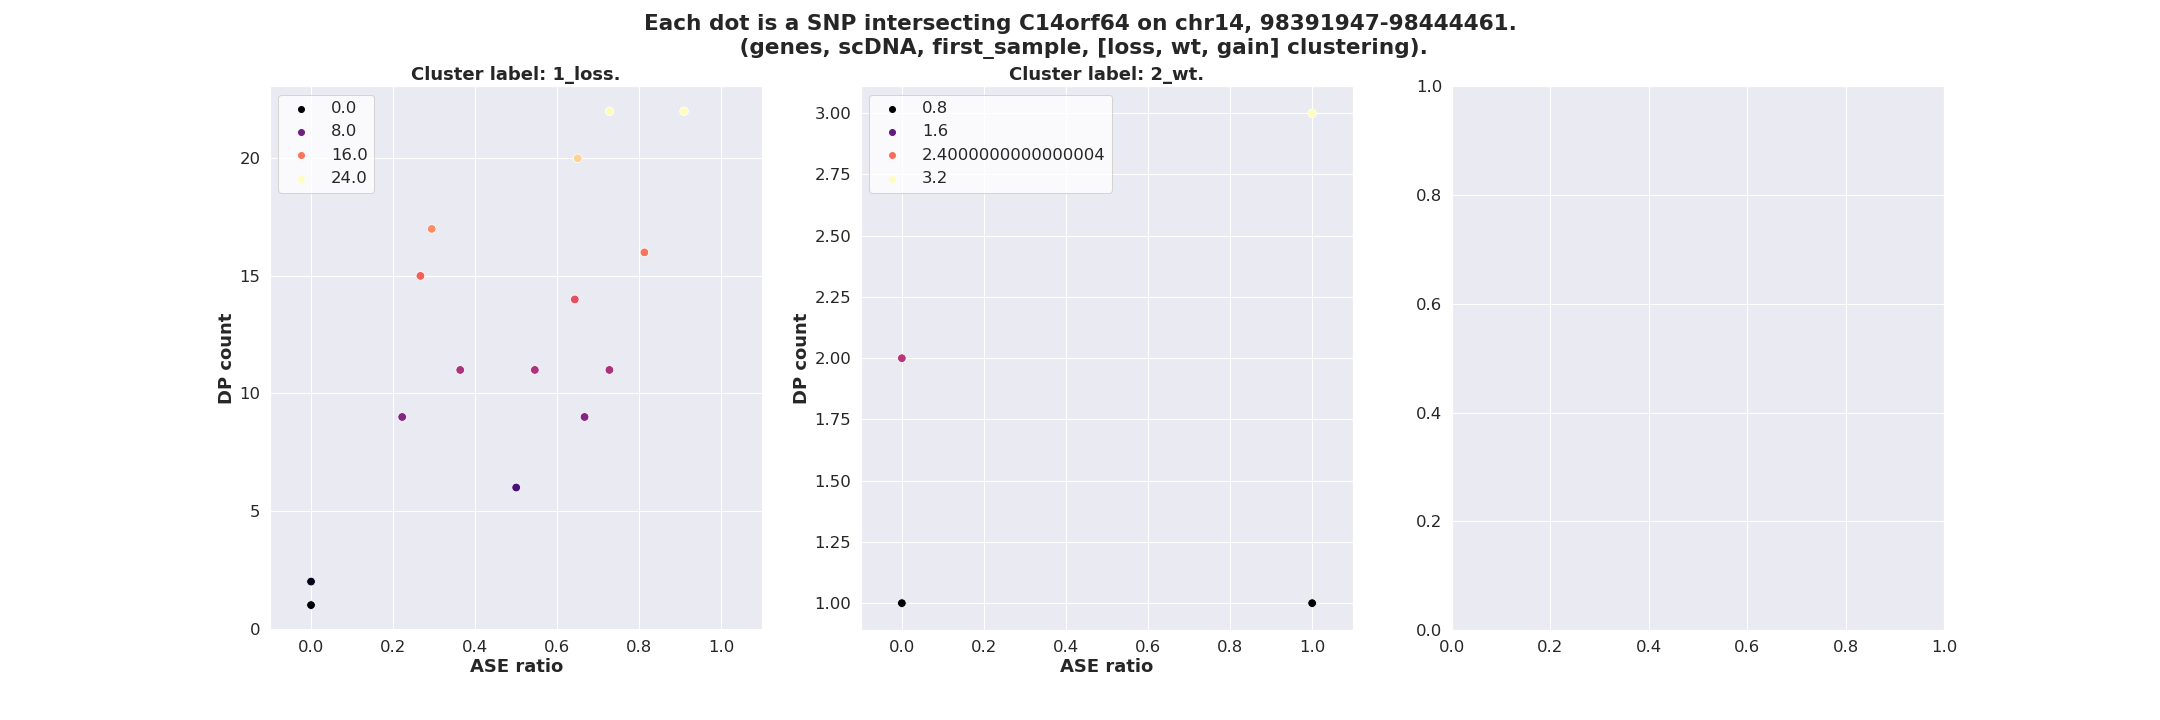 Each dot is a SNP intersecting C14orf64 on chr14, 98391947-98444461.
(genes, scDNA, first_sample, [loss, wt, gain] clustering).
Cluster label: 1_loss.
0.0
8.0
16.0
24.0
20
15
10
5
0
DP count
0.0 0.2 0.4 0.6 0.8 1.0
ASE ratio
Cluster label: 2_wt.
0.8
1.6
2.4000000000000004
3.2
3.00
2.75
2.50
2.25
2.00
1.75
1.50
1.25
1.00
DP count
0.0 0.2 0.4 0.6 0.8 1.0
ASE ratio
1.0
0.8
0.6
0.4
0.2
0.0
0.0 0.2 0.4 0.6 0.8 1.0